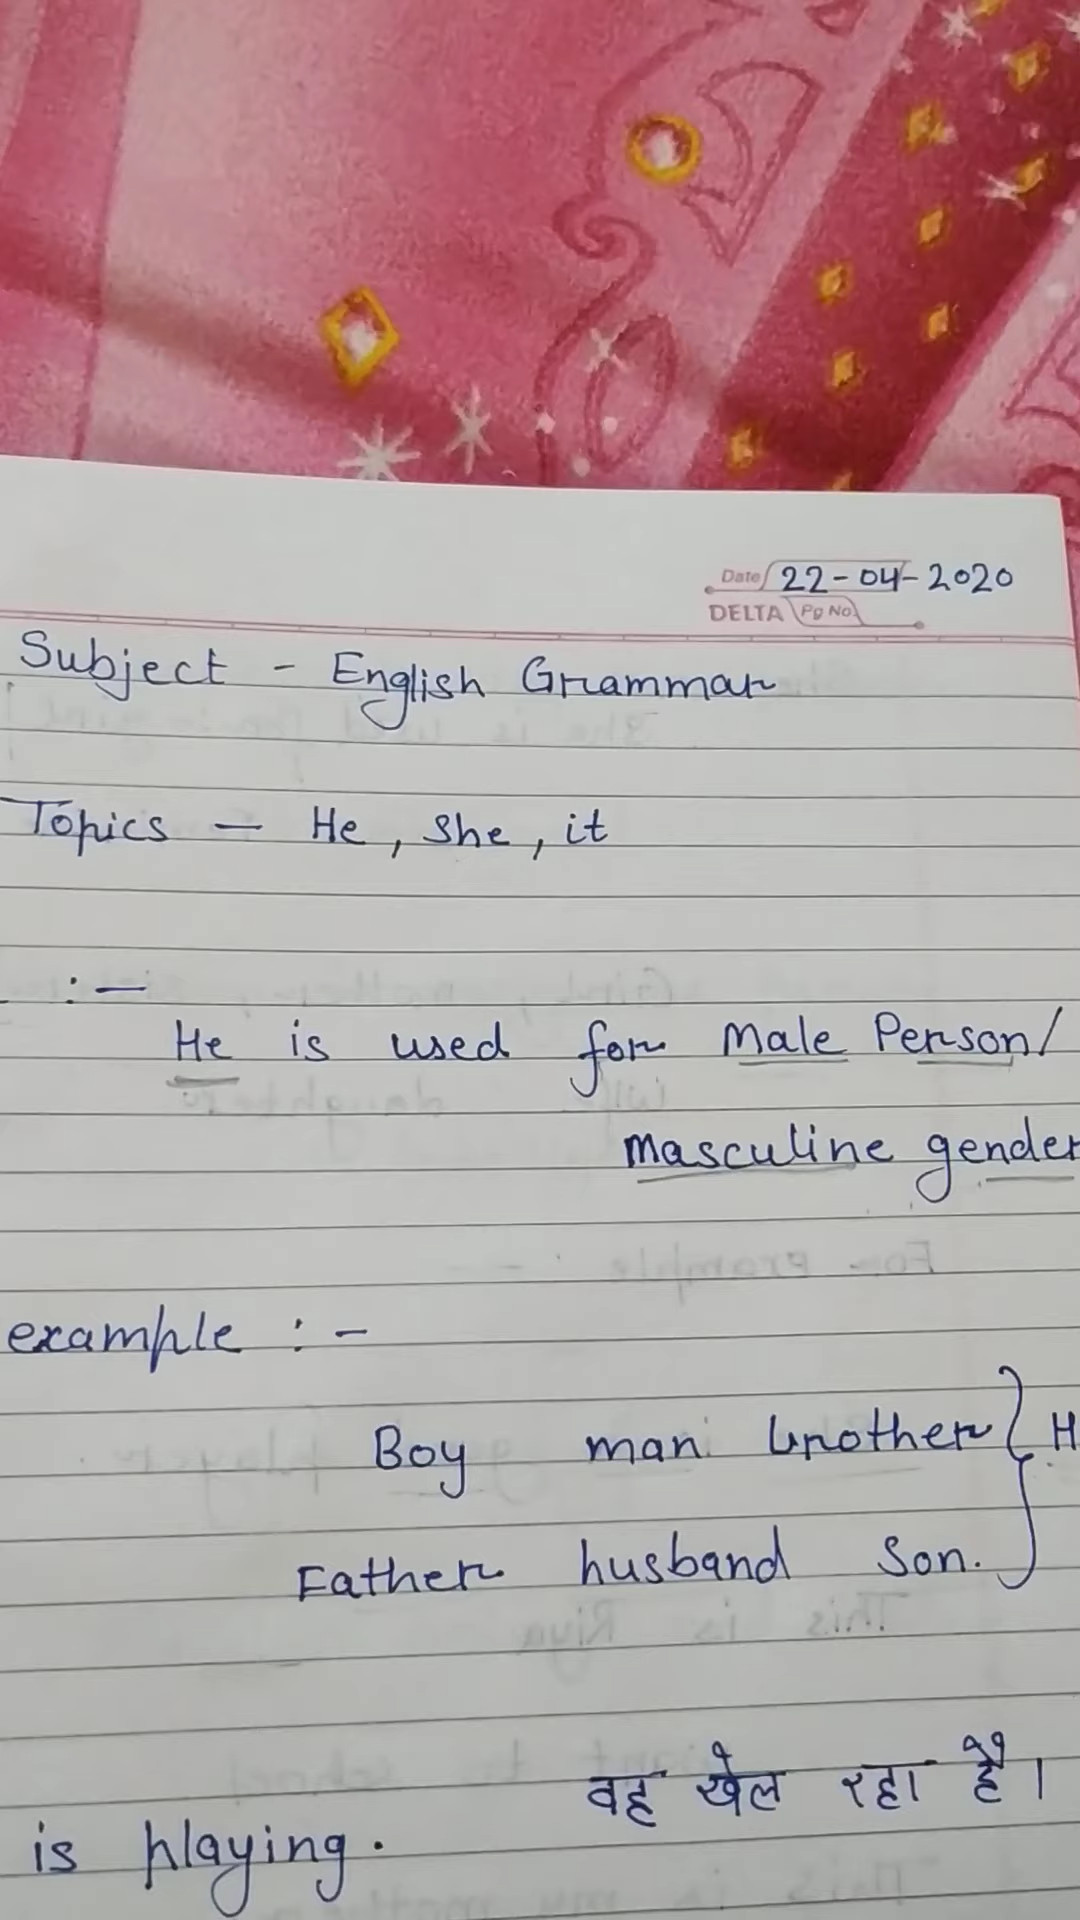 Date 22-04-2020
DELTA Pg No.
Subject - English Grammar
Topics - He, She, it
:-
He is used for Male Person/
masculine gender
example :-
Boy man brother } H
Father husband Son.
वह खेल रहा है।
is playing.